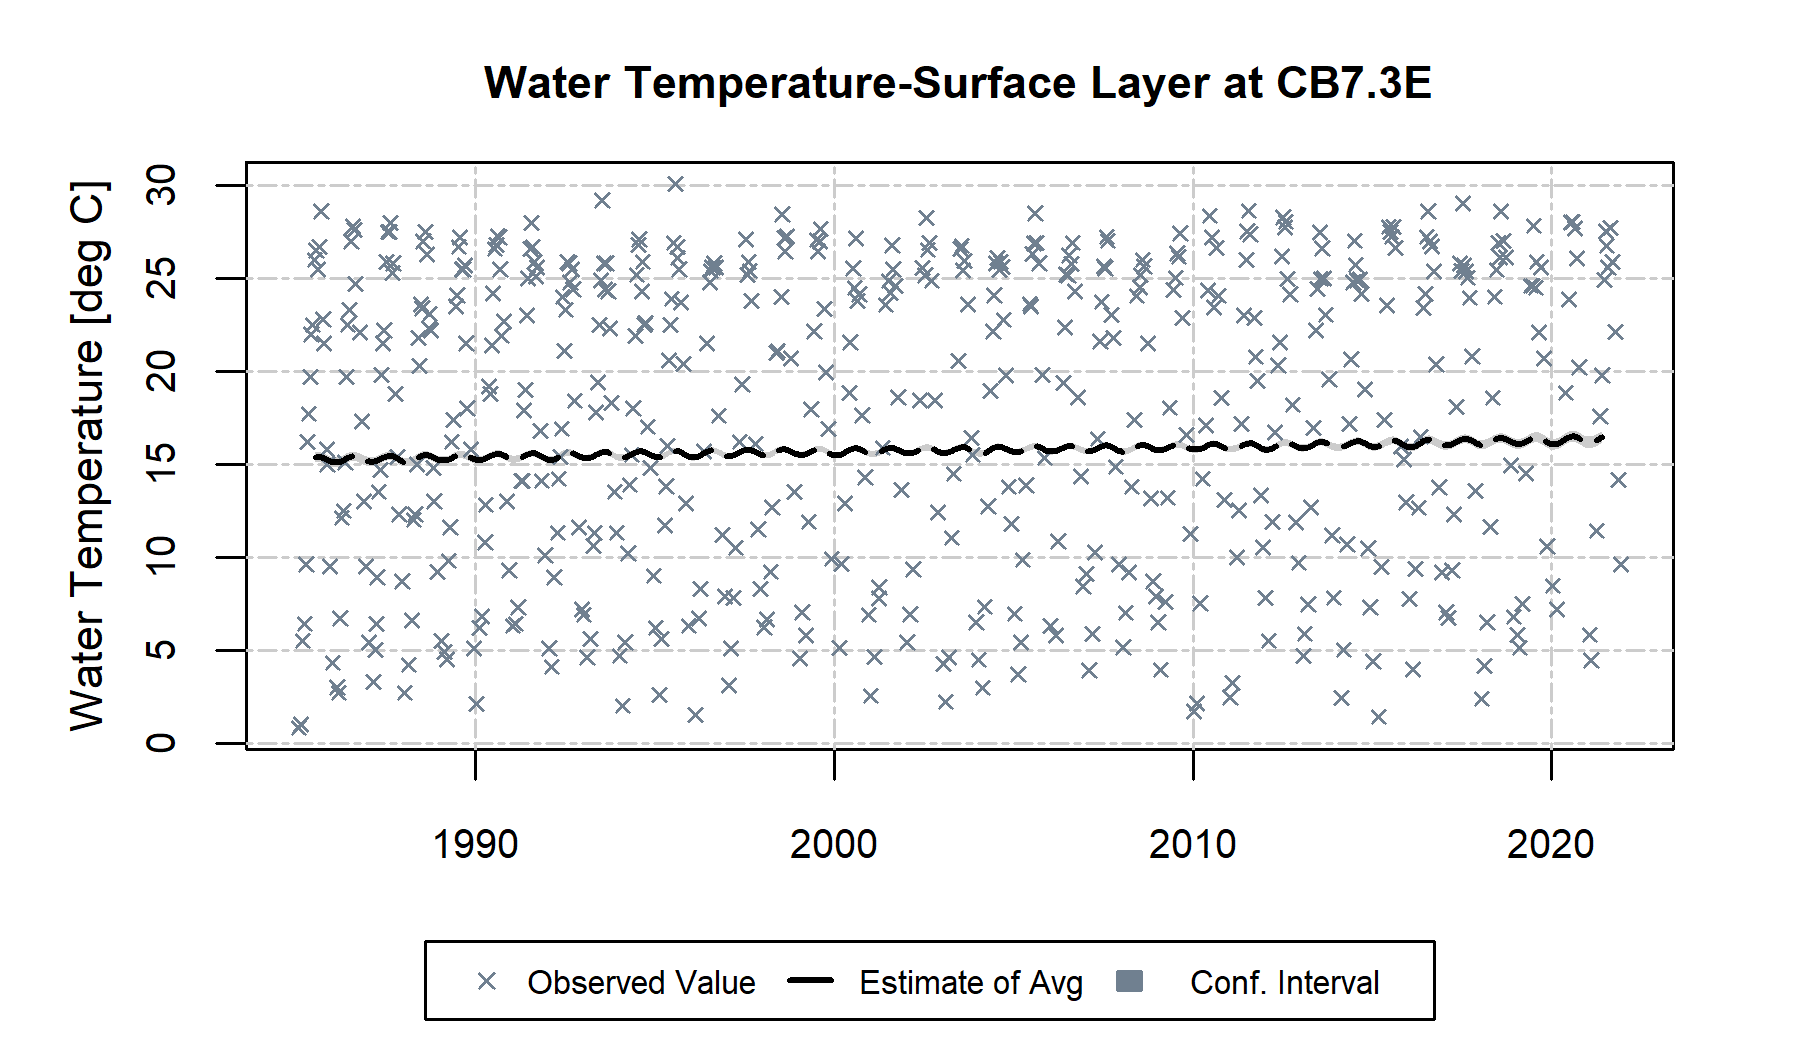 Water Temperature-Surface Layer at CB7.3E
Water Temperature [deg C]
30
25
20
15
10
5
0
1990 2000 2010 2020
Observed Value Estimate of Avg Conf. Interval